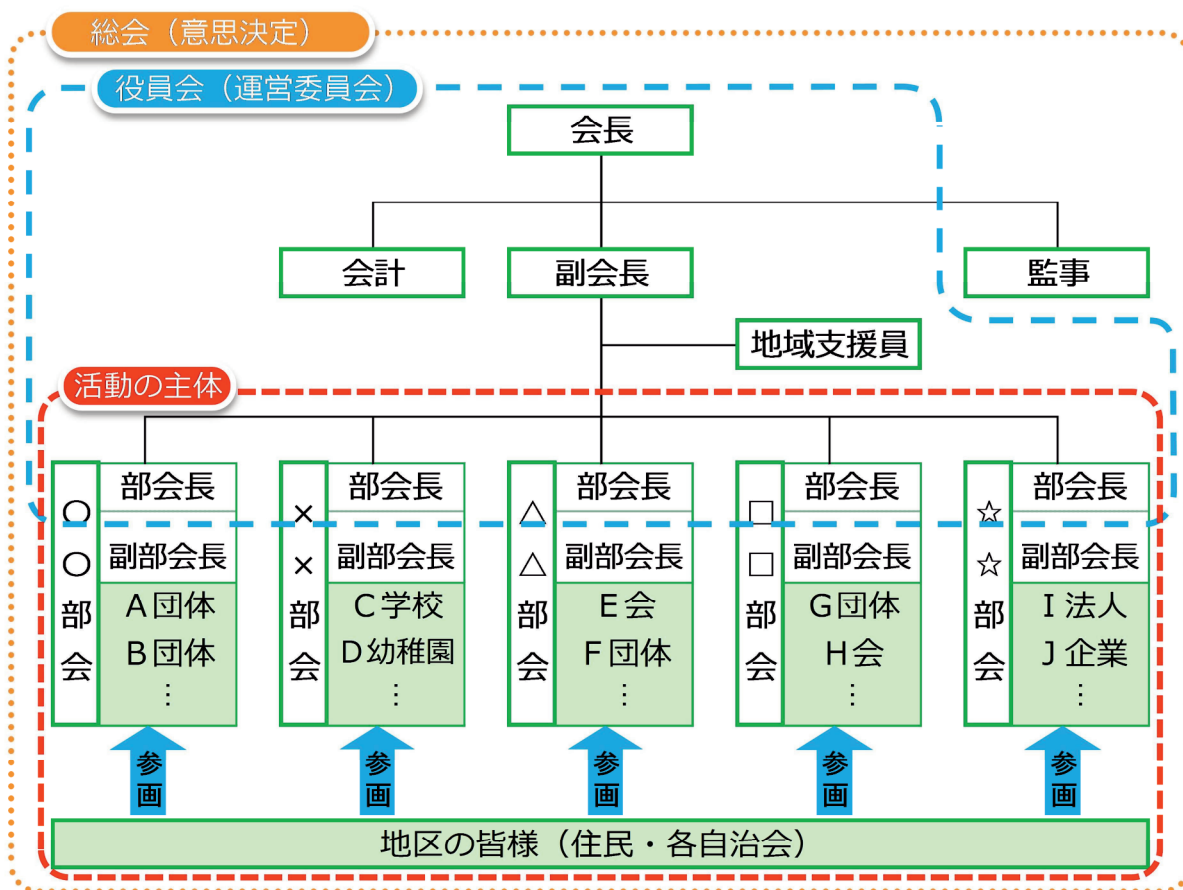 総会（意思決定）
役員会（運営委員会）
会長
会計
副会長
監事
地域支援員
活動の主体
○○部会
部会長
副部会長
A団体
B団体
⋮
××部会
部会長
副部会長
C学校
D幼稚園
⋮
△△部会
部会長
副部会長
E会
F団体
⋮
□□部会
部会長
副部会長
G団体
H会
⋮
☆☆部会
部会長
副部会長
I法人
J企業
⋮
参画
参画
参画
参画
参画
地区の皆様（住民・各自治会）